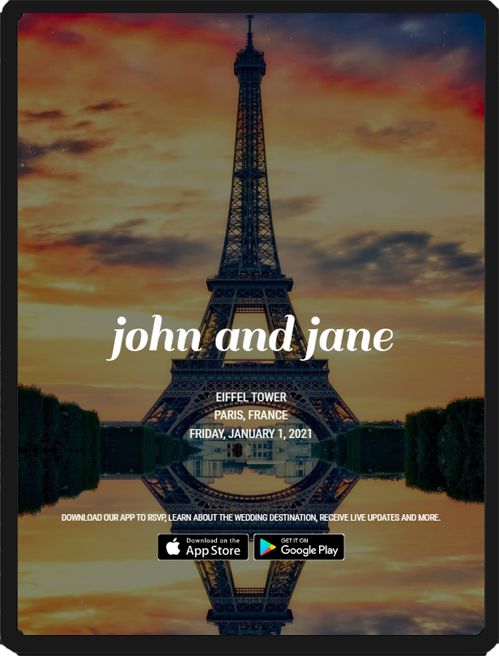 john and jane
EIFFEL TOWER
PARIS, FRANCE
FRIDAY, JANUARY 1, 2021
DOWNLOAD OUR APP TO RSVP, LEARN ABOUT THE WEDDING DESTINATION, RECEIVE LIVE UPDATES AND MORE.
Download on the
App Store
GET IT ON
Google Play